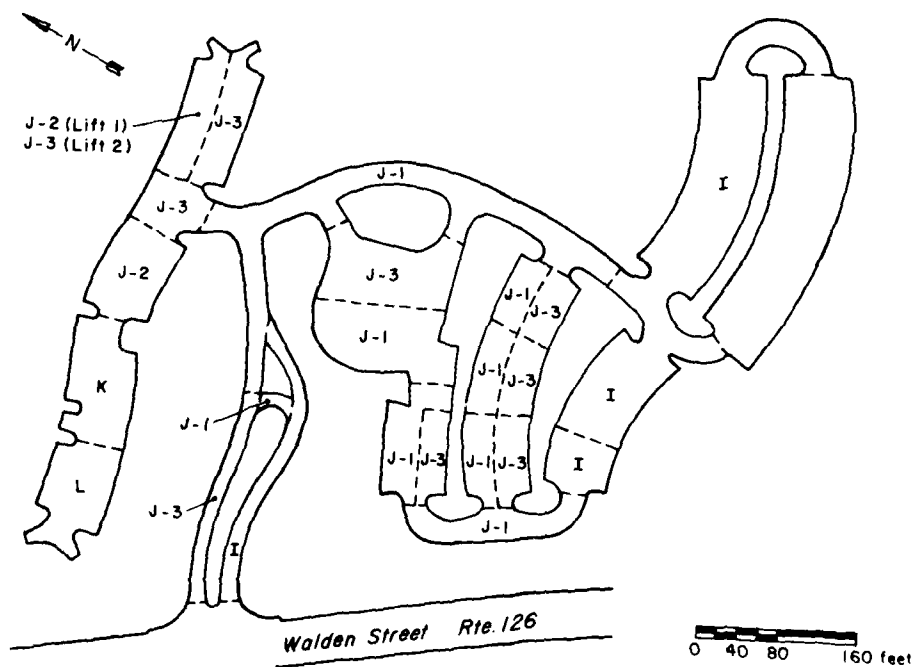 N
J-2 (Lift 1)
J-3 (Lift 2)
J-3
J-1
J-3
I
J-2
J-3
J-1
J-3
J-1
J-1
J-3
K
I
J-1
L
J-1
J-3
J-1
J-3
I
J-3
J-1
I
Walden Street Rte. 126
0 40 80 160 feet